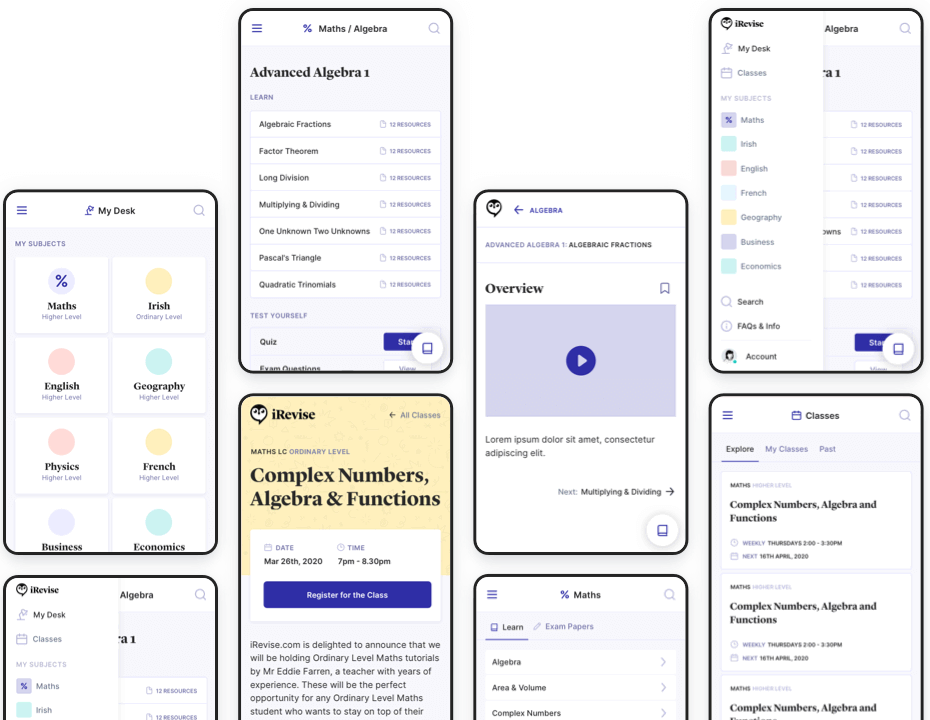 My Desk
MY SUBJECTS
Maths
Higher Level
Irish
Ordinary Level
English
Higher Level
Geography
Higher Level
Physics
Higher Level
French
Higher Level
Business
Economics
iRevise
My Desk
Classes
MY SUBJECTS
Maths
Irish
Algebra
ra 1
12 RESOURCES
12 RESOURCES
Maths / Algebra
Advanced Algebra 1
LEARN
Algebraic Fractions 12 RESOURCES
Factor Theorem 12 RESOURCES
Long Division 12 RESOURCES
Multiplying & Dividing 12 RESOURCES
One Unknown Two Unknowns 12 RESOURCES
Pascal's Triangle 12 RESOURCES
Quadratic Trinomials 12 RESOURCES
TEST YOURSELF
Quiz Star
Exam Questions View
iRevise
← All Classes
MATHS LC ORDINARY LEVEL
Complex Numbers,
Algebra & Functions
DATE TIME
Mar 26th, 2020 7pm - 8.30pm
Register for the Class
iRevise.com is delighted to announce that we
will be holding Ordinary Level Maths tutorials
by Mr Eddie Farren, a teacher with years of
experience. These will be the perfect
opportunity for any Ordinary Level Maths
student who wants to stay on top of their
← ALGEBRA
ADVANCED ALGEBRA 1: ALGEBRAIC FRACTIONS
Overview
Lorem ipsum dolor sit amet, consectetur
adipiscing elit.
Next: Multiplying & Dividing →
% Maths
Learn Exam Papers
Algebra
Area & Volume
Complex Numbers
iRevise
My Desk
Classes
MY SUBJECTS
Maths
Irish
English
French
Geography
Business
Economics
Search
FAQs & Info
Account
Algebra
ra 1
12 RESOURCES
12 RESOURCES
12 RESOURCES
12 RESOURCES
owns 12 RESOURCES
12 RESOURCES
12 RESOURCES
Star
View
Classes
Explore My Classes Past
MATHS HIGHER LEVEL
Complex Numbers, Algebra and
Functions
WEEKLY THURSDAYS 2:00 - 3:30PM
NEXT 16TH APRIL, 2020
MATHS HIGHER LEVEL
Complex Numbers, Algebra and
Functions
WEEKLY THURSDAYS 2:00 - 3:30PM
NEXT 16TH APRIL, 2020
MATHS HIGHER LEVEL
Complex Numbers, Algebra and
Functions